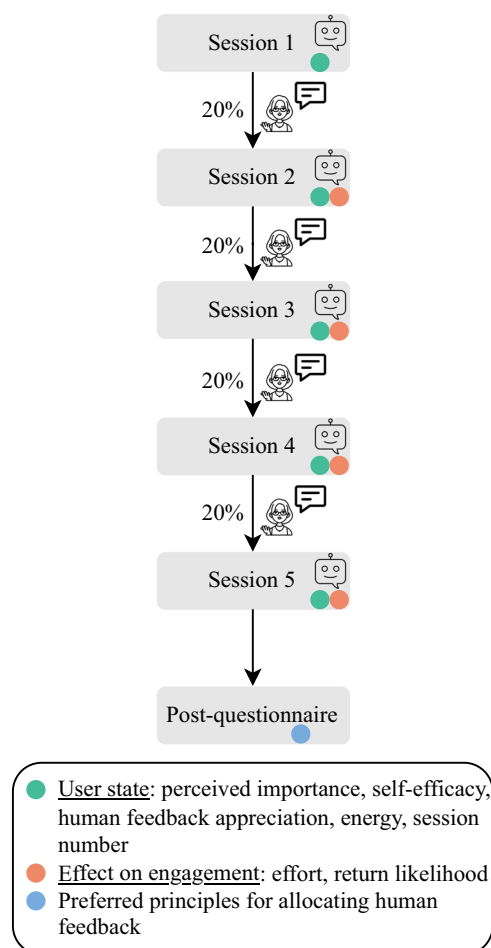 Session 1
20%
Session 2
20%
Session 3
20%
Session 4
20%
Session 5
Post-questionnaire
User state: perceived importance, self-efficacy,
human feedback appreciation, energy, session
number
Effect on engagement: effort, return likelihood
Preferred principles for allocating human
feedback